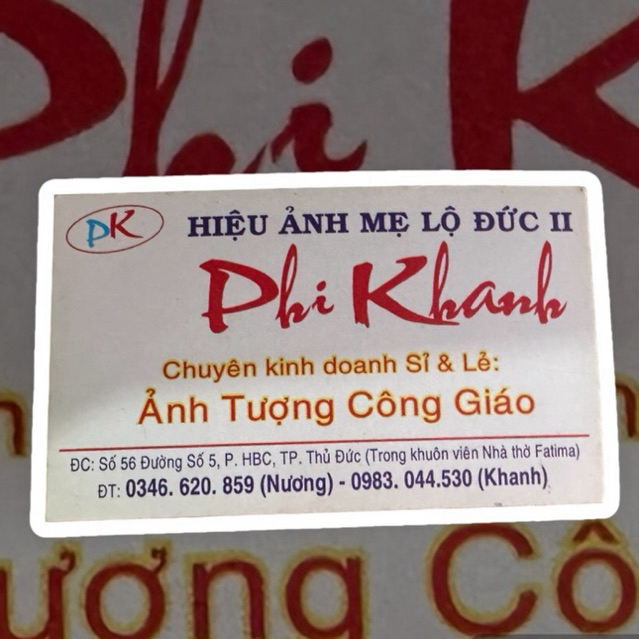 PK
HIỆU ẢNH MẸ LỘ ĐỨC II
Phi Khanh
Chuyên kinh doanh Sỉ & Lẻ:
Ảnh Tượng Công Giáo
ĐC: Số 56 Đường Số 5, P. HBC, TP. Thủ Đức (Trong khuôn viên Nhà thờ Fatima)
ĐT: 0346. 620. 859 (Nương) - 0983. 044.530 (Khanh)